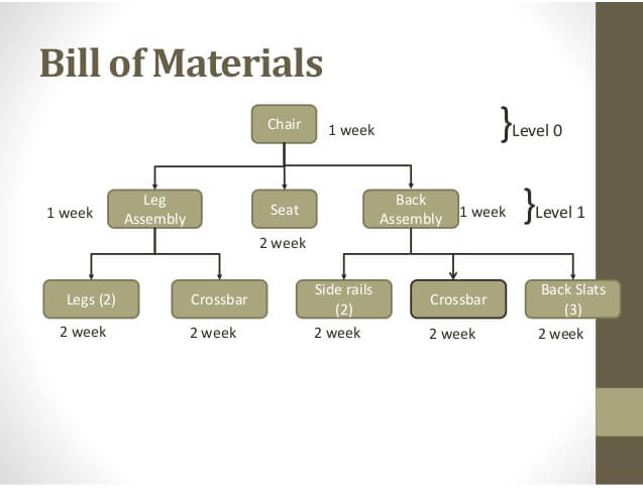 Bill of Materials
Chair
1 week
}Level 0
1 week
Leg
Assembly
Seat
2 week
Back
Assembly
1 week
}Level 1
Legs (2)
Crossbar
Side rails
(2)
Crossbar
Back Slats
(3)
2 week
2 week
2 week
2 week
2 week